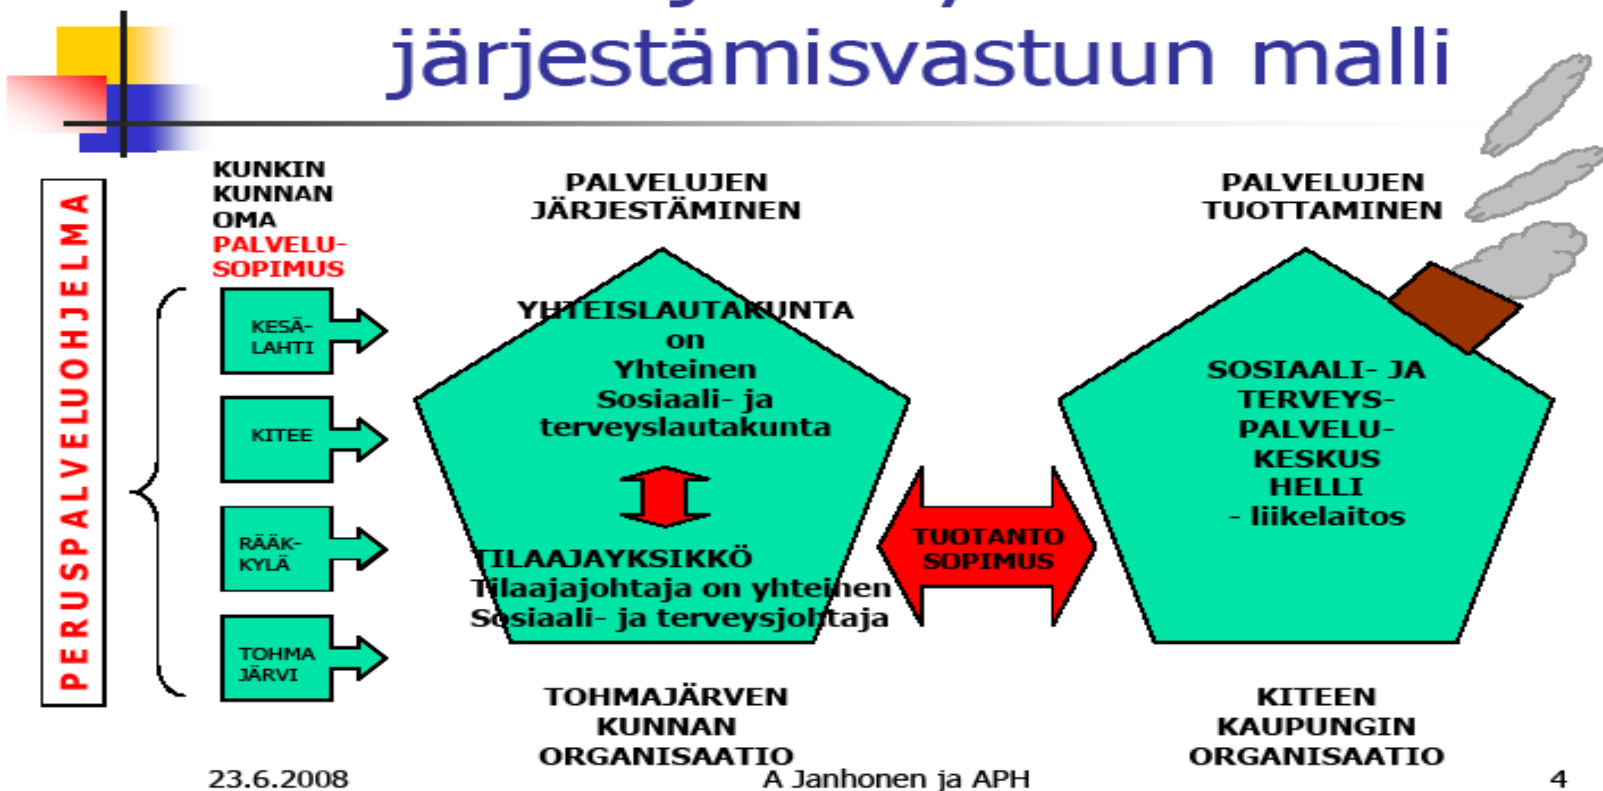 järjestämisvastuun malli
PERUSPALVELUOHJELMA
KUNKIN
KUNNAN
OMA
PALVELU-
SOPIMUS
KESÄ-
LAHTI
KITEE
RÄÄK-
KYLÄ
TOHMA
JÄRVI
PALVELUJEN
JÄRJESTÄMINEN
YHTEISLAUTAKUNTA
on
Yhteinen
Sosiaali- ja
terveyslautakunta
TILAAJAYKSIKKÖ
Tilaajajohtaja on yhteinen
Sosiaali- ja terveysjohtaja
TOHMAJÄRVEN
KUNNAN
ORGANISAATIO
TUOTANTO
SOPIMUS
PALVELUJEN
TUOTTAMINEN
SOSIAALI- JA
TERVEYS-
PALVELU-
KESKUS
HELLI
- liikelaitos
KITEEN
KAUPUNGIN
ORGANISAATIO
23.6.2008
A Janhonen ja APH
4